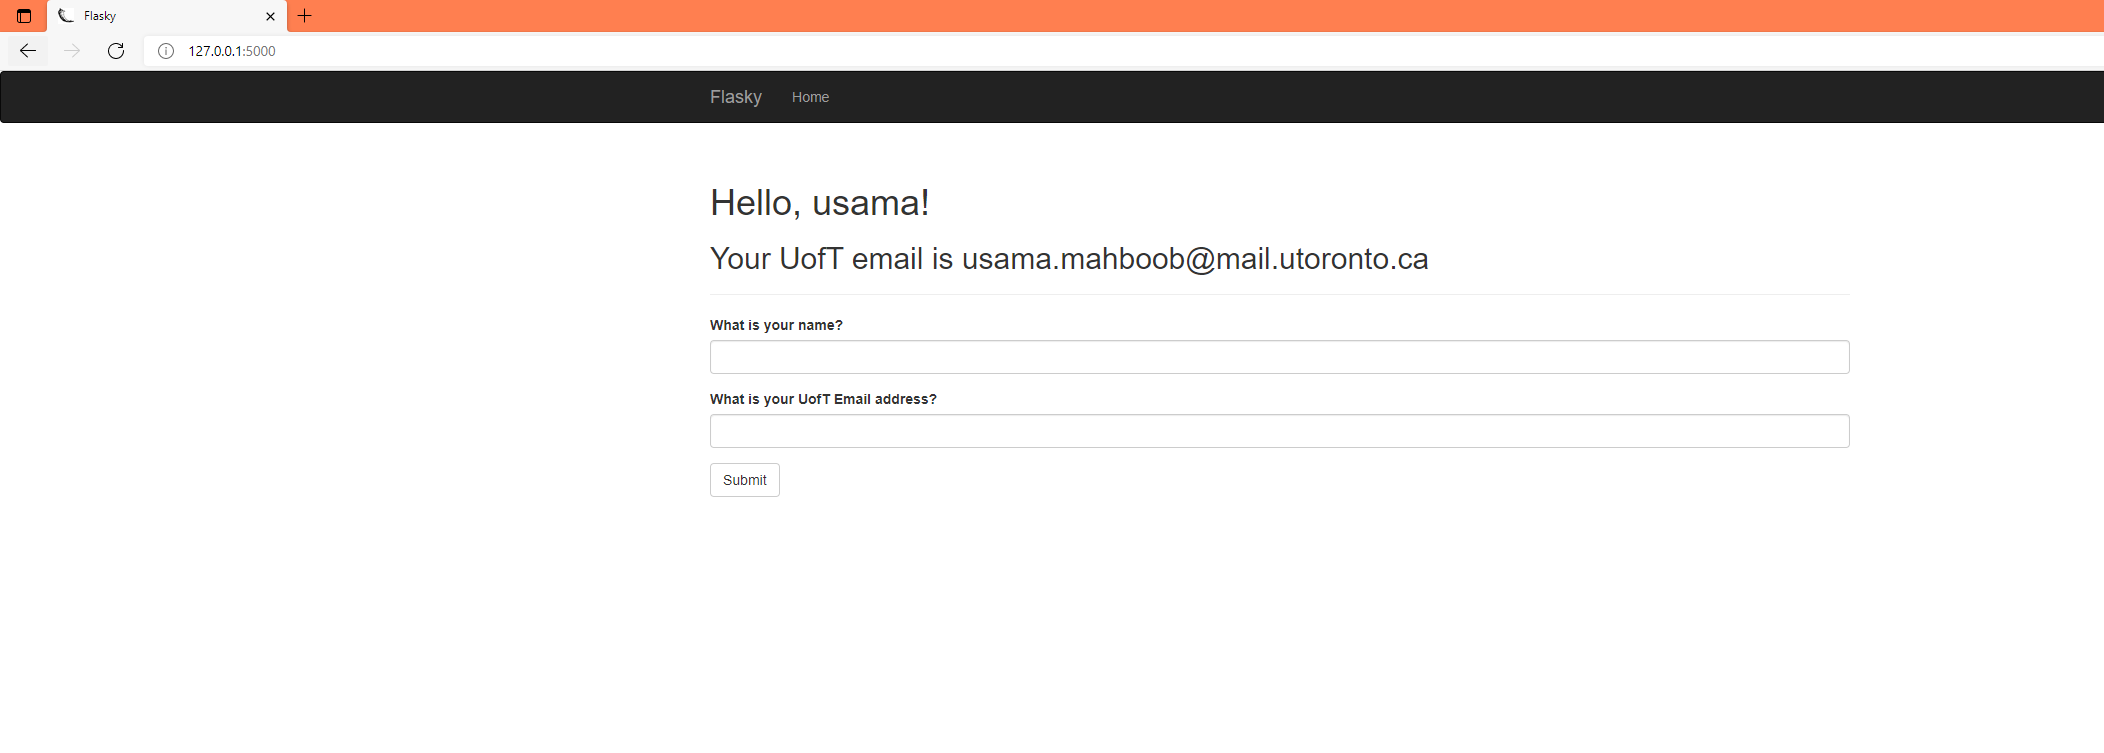 Flasky
127.0.0.1:5000
Flasky Home
Hello, usama!
Your UofT email is usama.mahboob@mail.utoronto.ca
What is your name?
What is your UofT Email address?
Submit